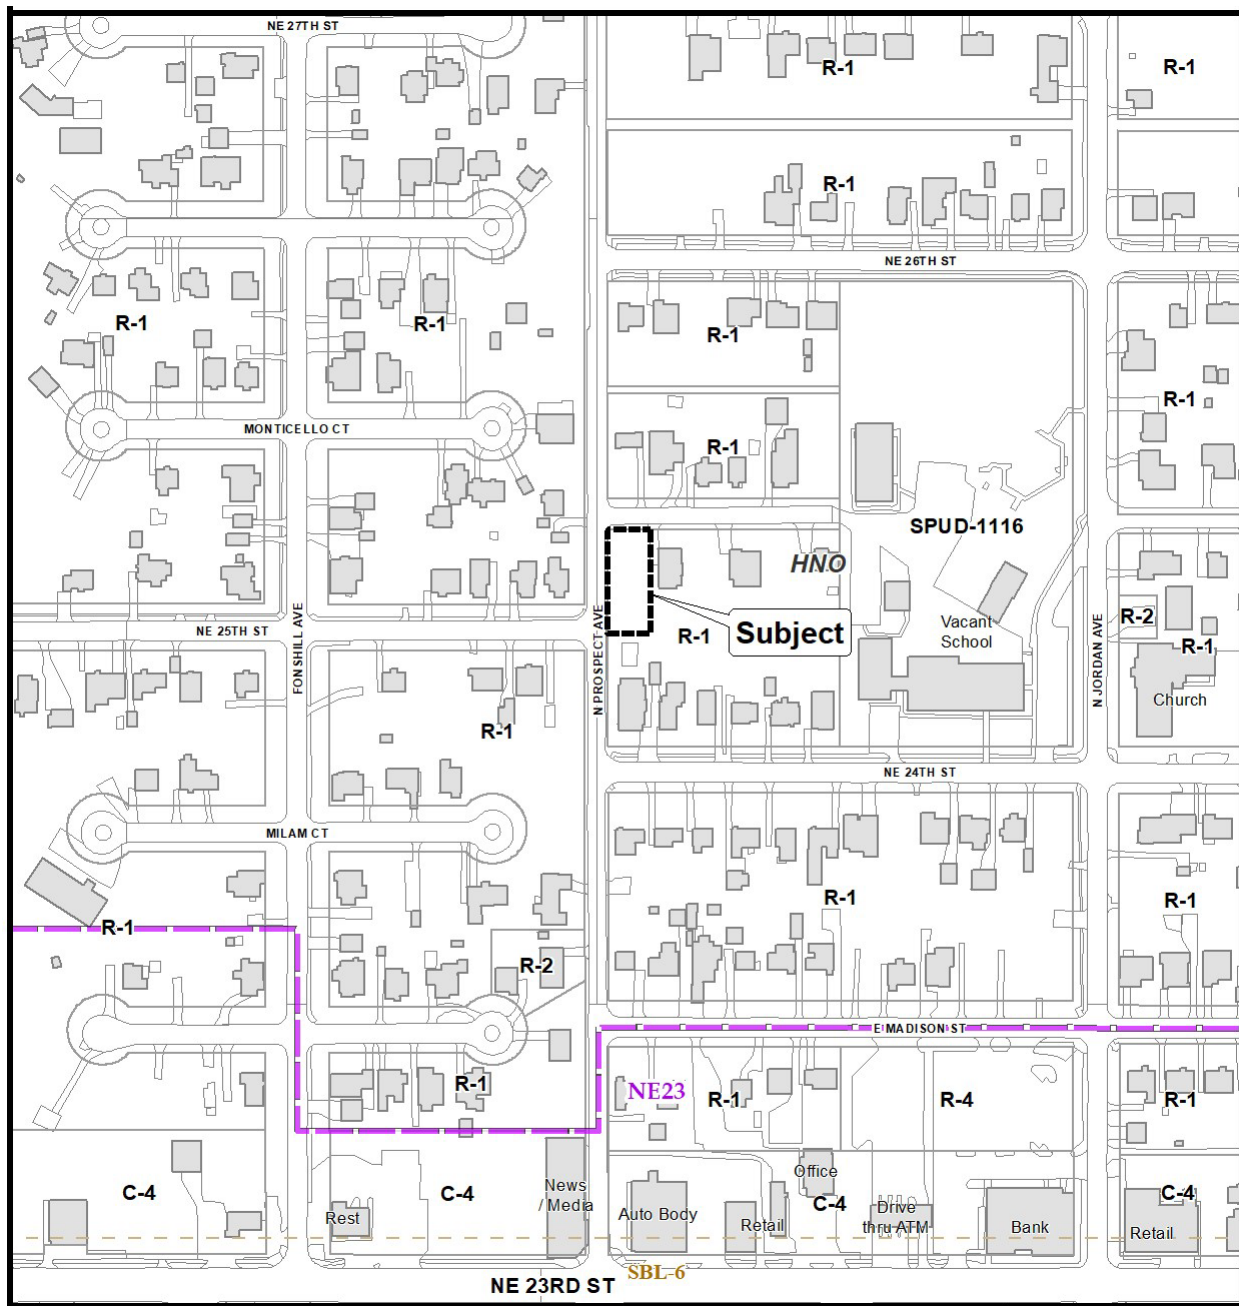 NE 27TH ST
R-1
R-1
R-1
NE 26TH ST
R-1
R-1
R-1
R-1
MONTICELLO CT
R-1
SPUD-1116
R-1
HNO
NE 25TH ST
FONSHILL AVE
N PROSPECT AVE
R-1
Subject
Vacant
School
N JORDAN AVE
R-2
R-1
Church
R-1
NE 24TH ST
MILAM CT
R-1
R-1
R-1
R-2
E MADISON ST
R-1
NE23
R-1
R-4
R-1
C-4
C-4
News
/ Media
Rest
Auto Body
Retail
Office
C-4
Drive
thru ATM
Bank
C-4
Retail
SBL-6
NE 23RD ST